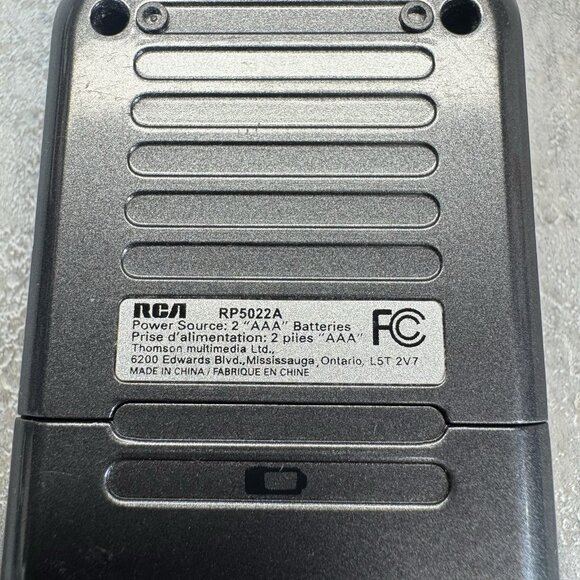 RCA RP5022A
Power Source: 2 "AAA" Batteries
Prise d'alimentation: 2 piles "AAA"
Thomson multimedia Ltd.,
6200 Edwards Blvd.,Mississauga, Ontario, L5T 2V7
MADE IN CHINA / FABRIQUE EN CHINE
FC